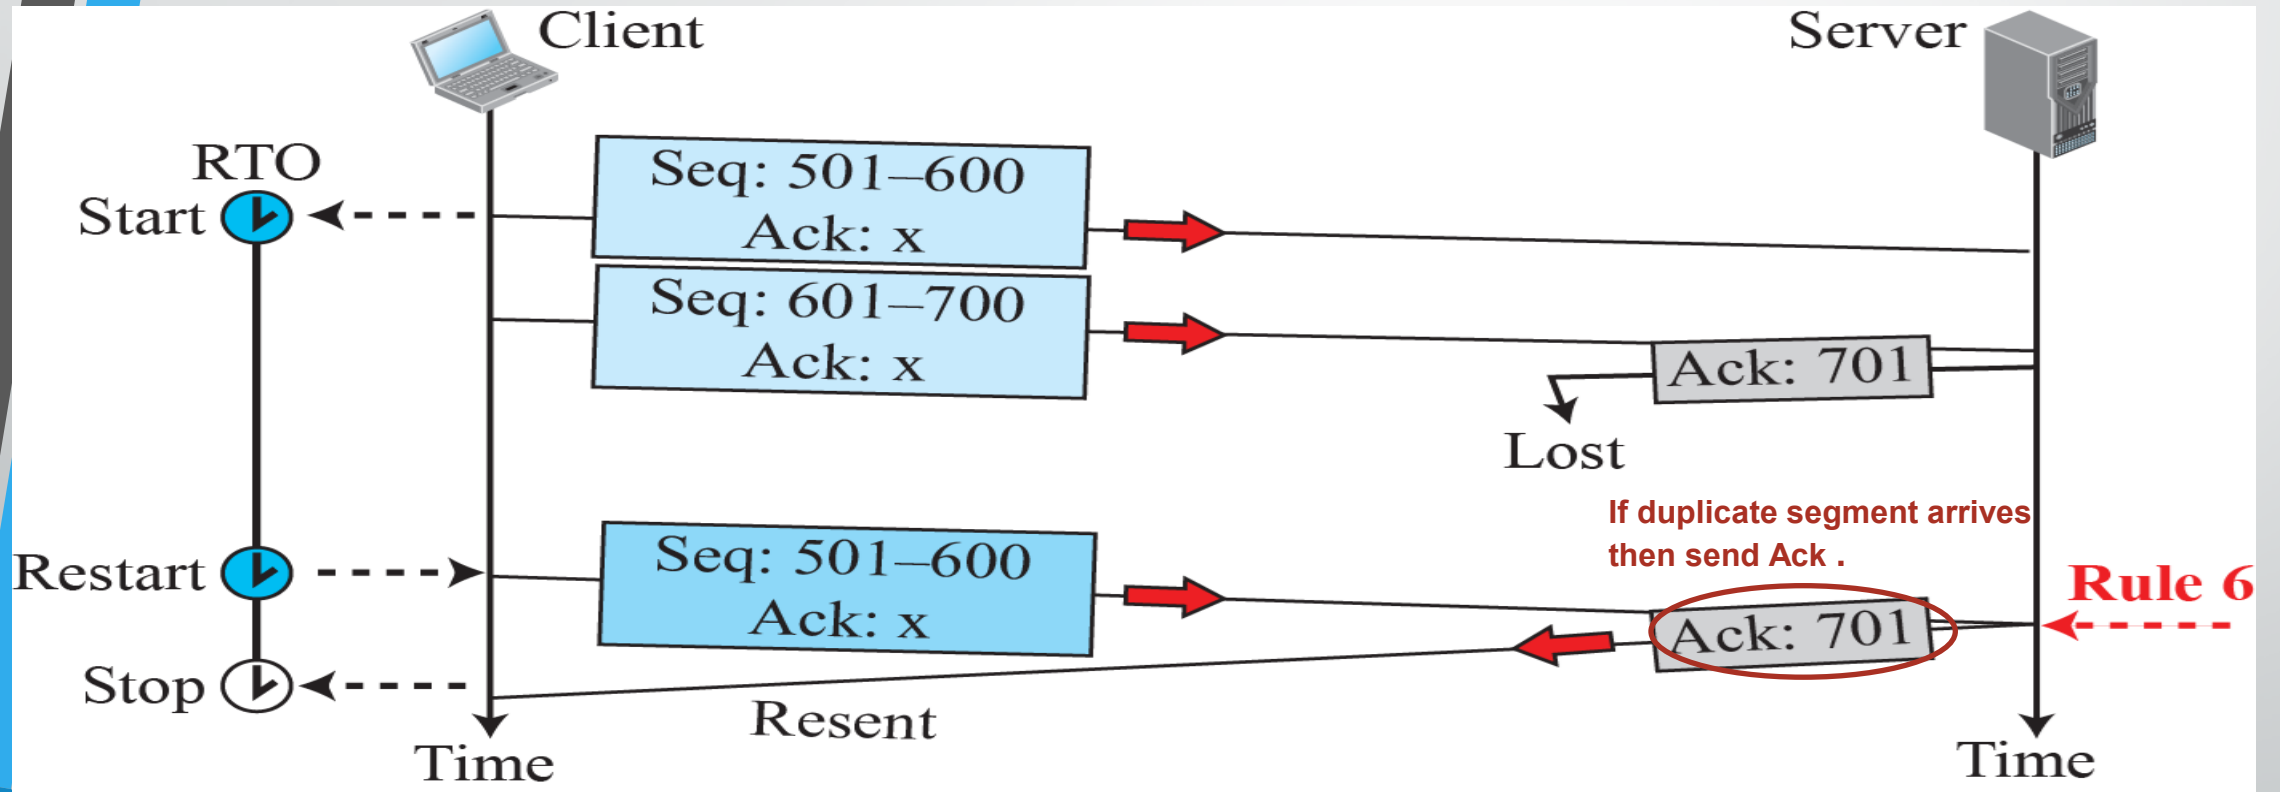 Client
Server
RTO
Start
Seq: 501–600
Ack: x
Seq: 601–700
Ack: x
Ack: 701
Lost
If duplicate segment arrives
then send Ack .
Restart
Seq: 501–600
Ack: x
Rule 6
Ack: 701
Stop
Resent
Time
Time